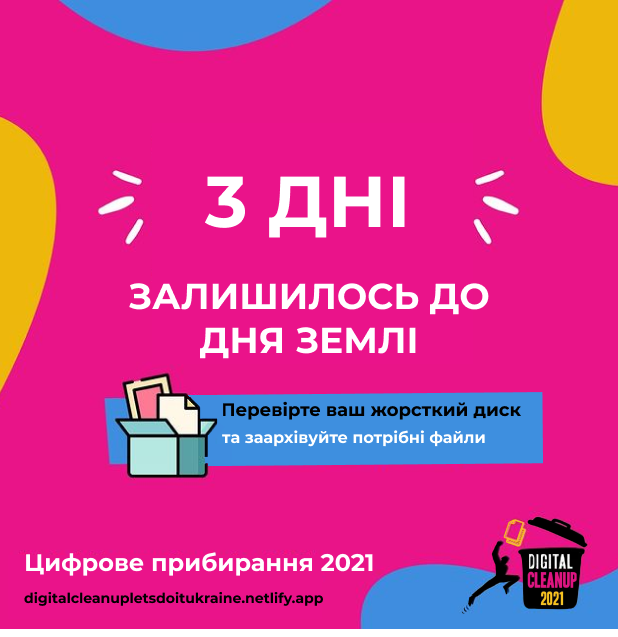 3 ДНІ
ЗАЛИШИЛОСЬ ДО
ДНЯ ЗЕМЛІ
Перевірте ваш жорсткий диск
та заархівуйте потрібні файли
Цифрове прибирання 2021
digitalcleanupletsdoitukraine.netlify.app
DIGITAL
CLEANUP
2021